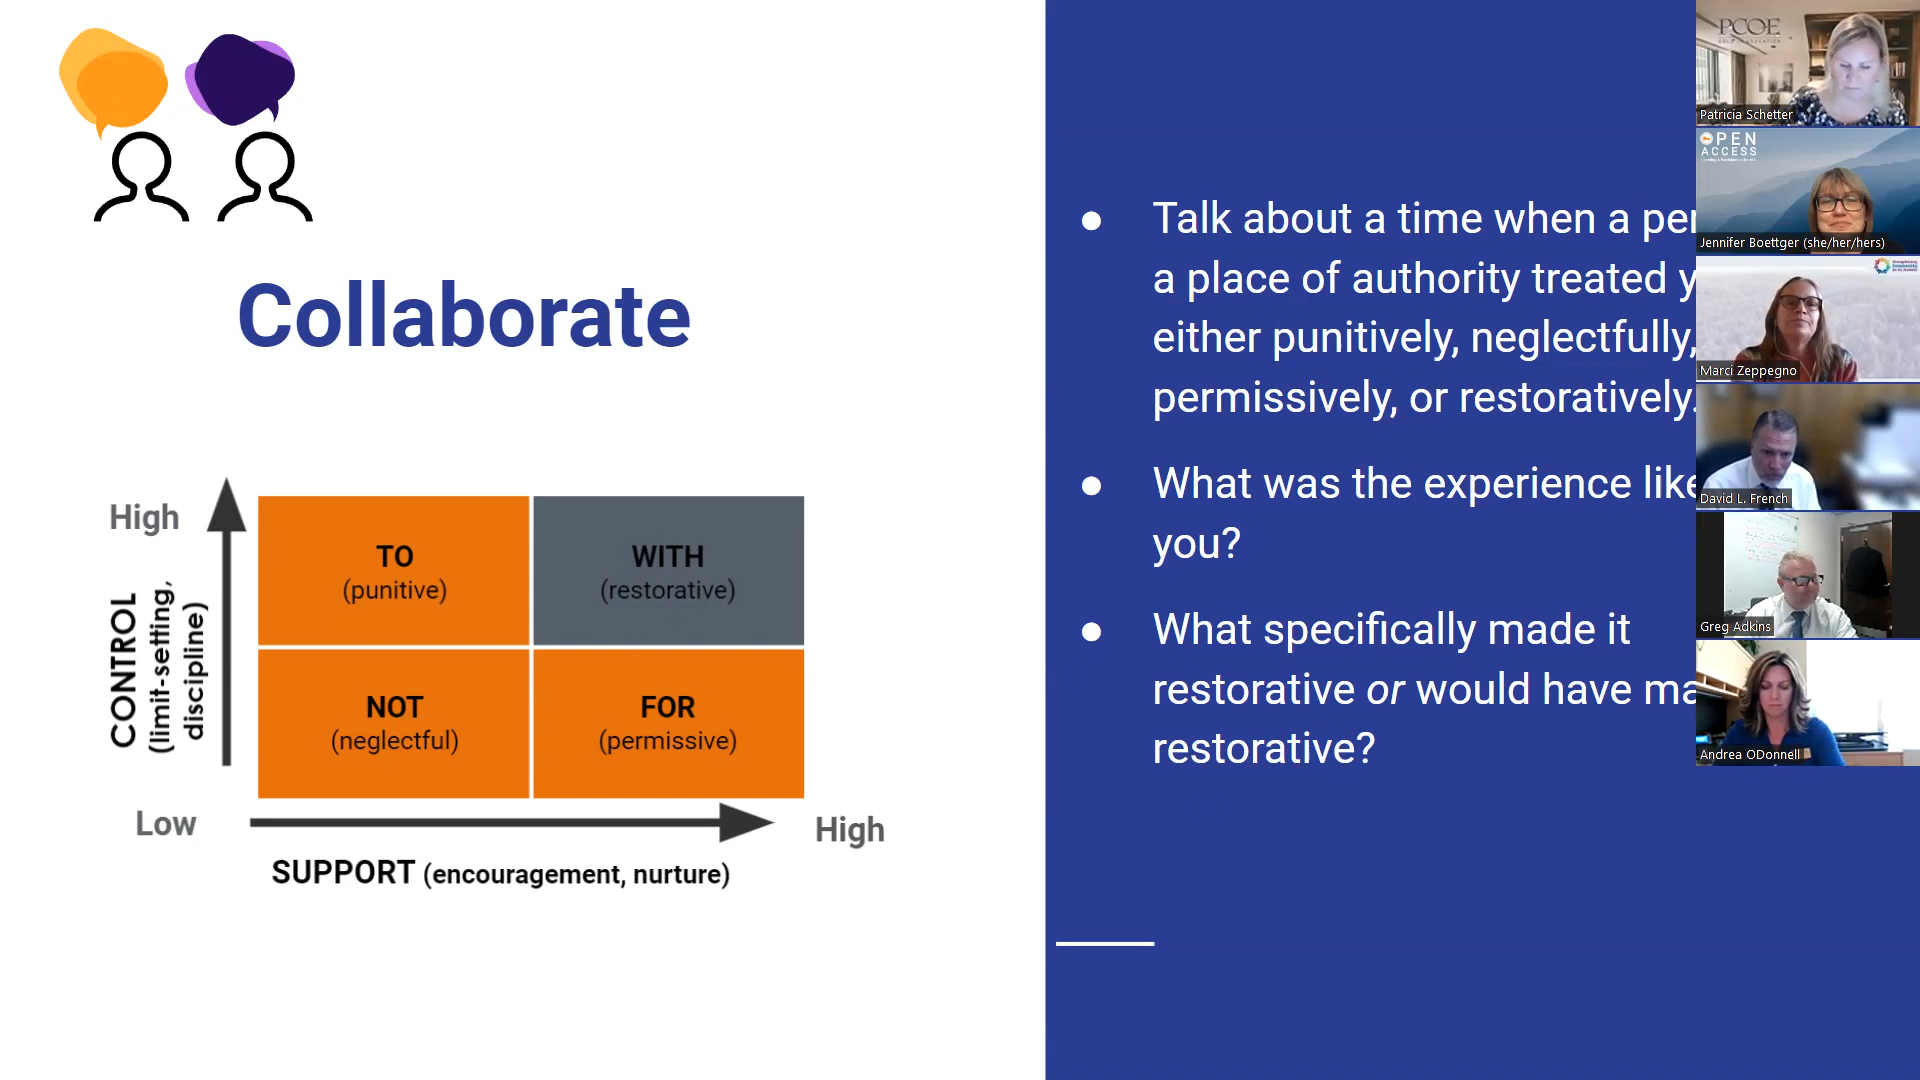 Collaborate
High
CONTROL
(limit-setting,
discipline)
TO
(punitive)
WITH
(restorative)
NOT
(neglectful)
FOR
(permissive)
Low
High
SUPPORT (encouragement, nurture)
● Talk about a time when a per
a place of authority treated y
either punitively, neglectfully,
permissively, or restoratively.
● What was the experience like
you?
● What specifically made it
restorative or would have ma
restorative?
PCOE
Patricia Schetter
OPEN
ACCESS
Jennifer Boettger (she/her/hers)
Marci Zeppegno
David L. French
Greg Adkins
Andrea ODonnell